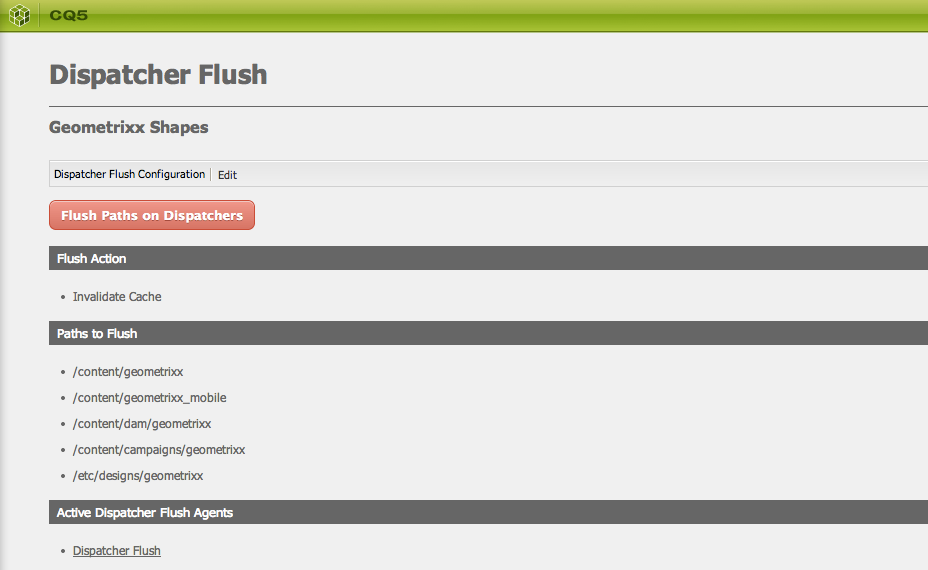 CQ5
Dispatcher Flush
Geometrixx Shapes
Dispatcher Flush Configuration | Edit
Flush Paths on Dispatchers
Flush Action
• Invalidate Cache
Paths to Flush
• /content/geometrixx
• /content/geometrixx_mobile
• /content/dam/geometrixx
• /content/campaigns/geometrixx
• /etc/designs/geometrixx
Active Dispatcher Flush Agents
• Dispatcher Flush